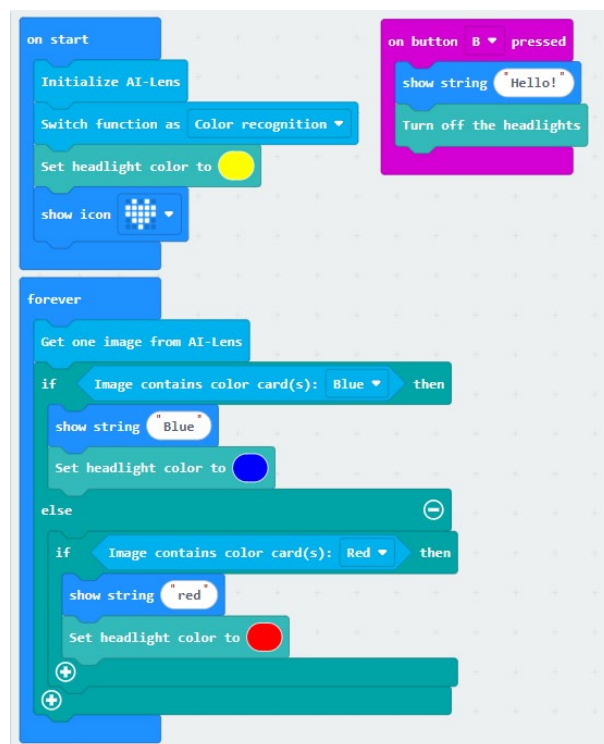 on start
Initialize AI-Lens
Switch function as Color recognition
Set headlight color to
show icon
on button B pressed
show string "Hello!"
Turn off the headlights
forever
Get one image from AI-Lens
if Image contains color card(s): Blue then
show string "Blue"
Set headlight color to
else
if Image contains color card(s): Red then
show string "red"
Set headlight color to